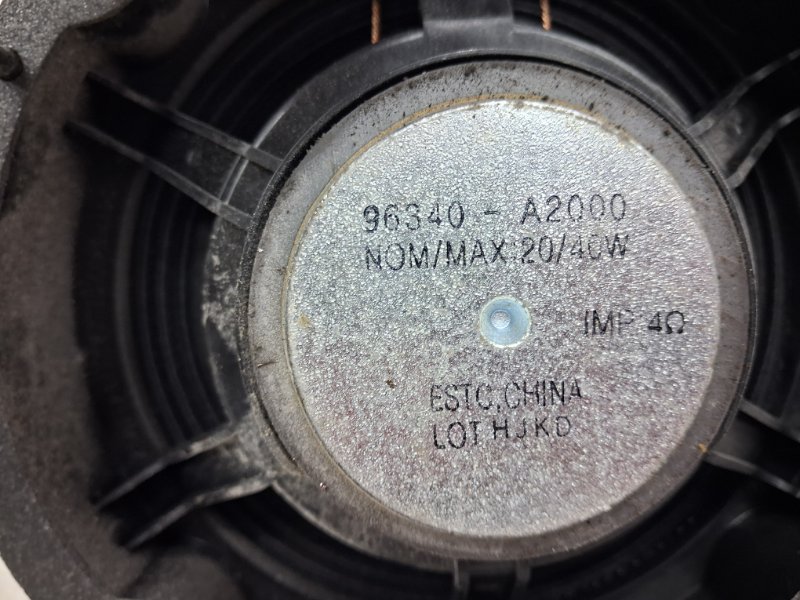 96340 - A2000
NOM/MAX:20/40W
IMP 4Ω
ESTC,CHINA
LOT HJKD